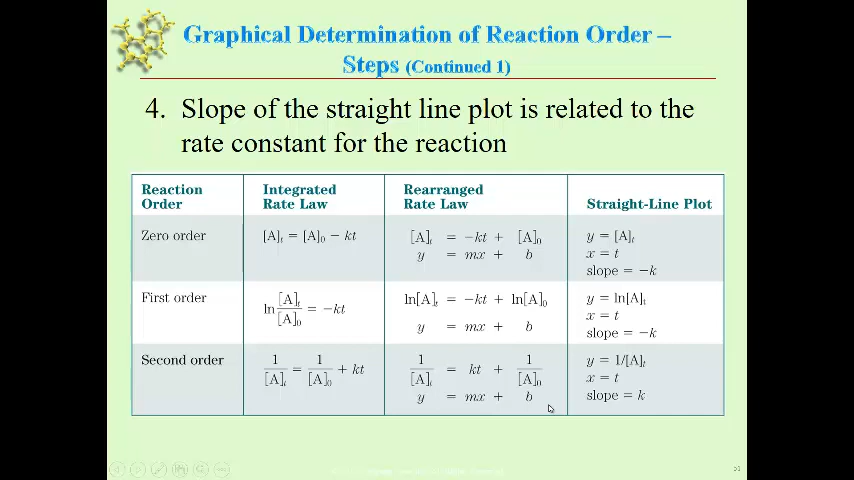 Graphical Determination of Reaction Order –
Steps (Continued 1)
4. Slope of the straight line plot is related to the
rate constant for the reaction
Reaction Order
Integrated Rate Law
Rearranged Rate Law
Straight-Line Plot
Zero order
[A]ₜ = [A]₀ − kt
[A]ₜ = −kt + [A]₀
y = mx + b
y = [A]ₜ
x = t
slope = −k
First order
ln [A]ₜ/[A]₀ = −kt
ln[A]ₜ = −kt + ln[A]₀
y = mx + b
y = ln[A]ₜ
x = t
slope = −k
Second order
1/[A]ₜ = 1/[A]₀ + kt
1/[A]ₜ = kt + 1/[A]₀
y = mx + b
y = 1/[A]ₜ
x = t
slope = k